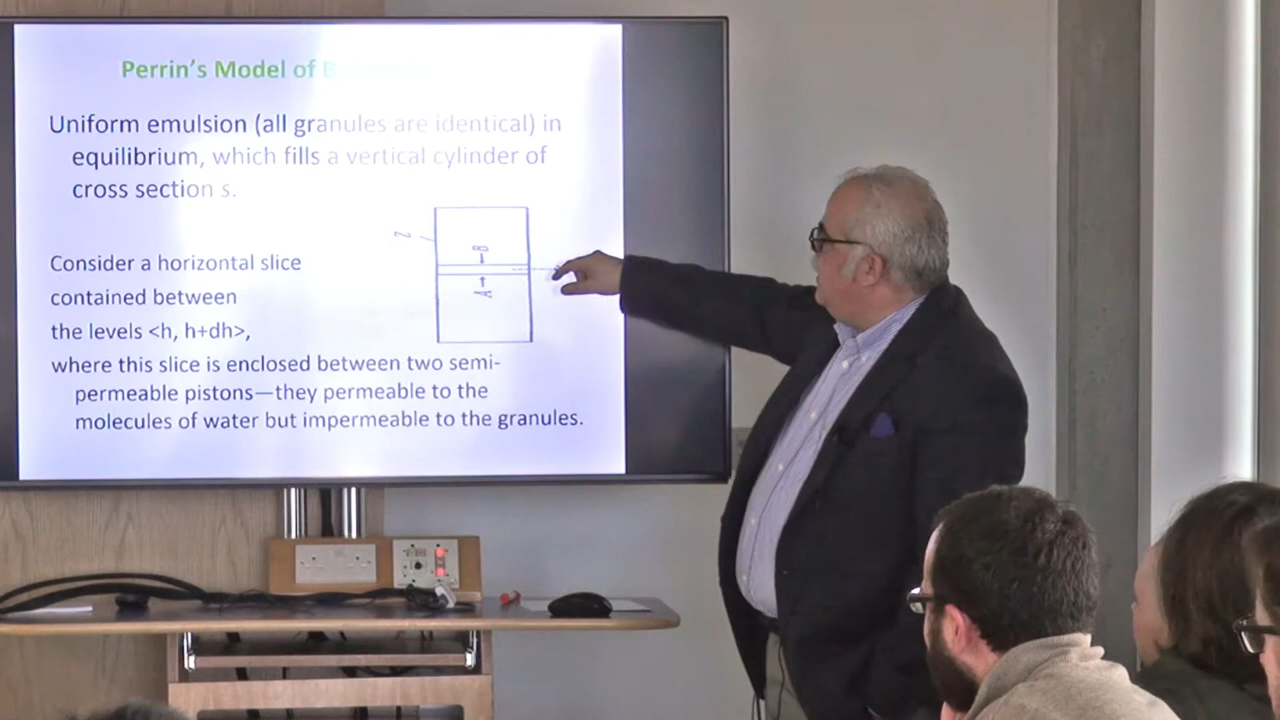 Perrin's Model of
Uniform emulsion (all granules are identical) in
equilibrium, which fills a vertical cylinder of
cross section s.
Consider a horizontal slice
contained between
the levels <h, h+dh>,
where this slice is enclosed between two semi-
permeable pistons—they permeable to the
molecules of water but impermeable to the granules.
B
A